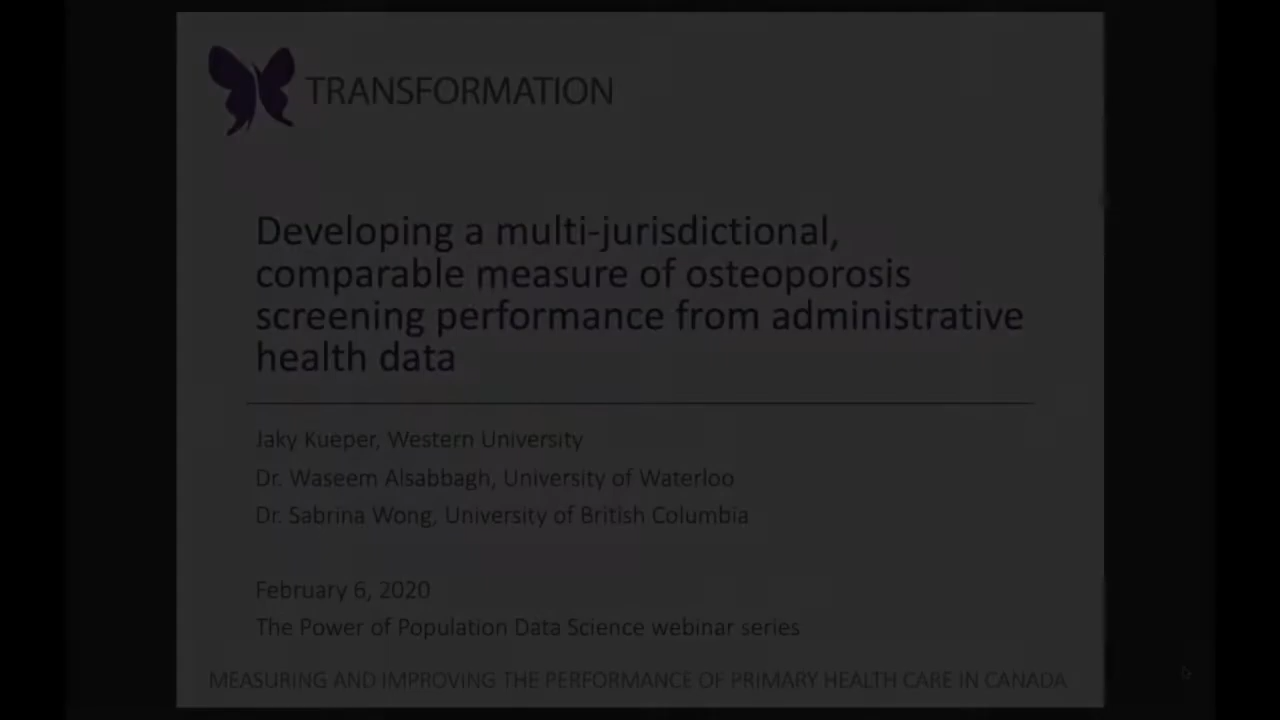 TRANSFORMATION
Developing a multi-jurisdictional,
comparable measure of osteoporosis
screening performance from administrative
health data
Jaky Kueper, Western University
Dr. Waseem Alsabbagh, University of Waterloo
Dr. Sabrina Wong, University of British Columbia
February 6, 2020
The Power of Population Data Science webinar series
MEASURING AND IMPROVING THE PERFORMANCE OF PRIMARY HEALTH CARE IN CANADA